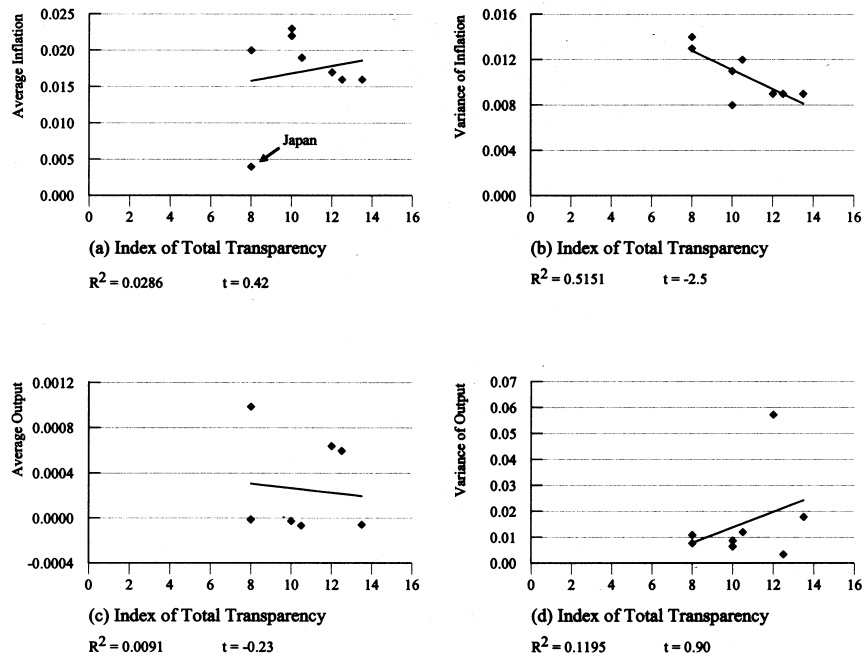 Average Inflation
0.025
0.020
0.015
0.010
0.005
0.000
Japan
0 2 4 6 8 10 12 14 16
(a) Index of Total Transparency
R² = 0.0286 t = 0.42
Variance of Inflation
0.016
0.012
0.008
0.004
0.000
0 2 4 6 8 10 12 14 16
(b) Index of Total Transparency
R² = 0.5151 t = -2.5
Average Output
0.0012
0.0008
0.0004
0.0000
-0.0004
0 2 4 6 8 10 12 14 16
(c) Index of Total Transparency
R² = 0.0091 t = -0.23
Variance of Output
0.07
0.06
0.05
0.04
0.03
0.02
0.01
0.00
0 2 4 6 8 10 12 14 16
(d) Index of Total Transparency
R² = 0.1195 t = 0.90